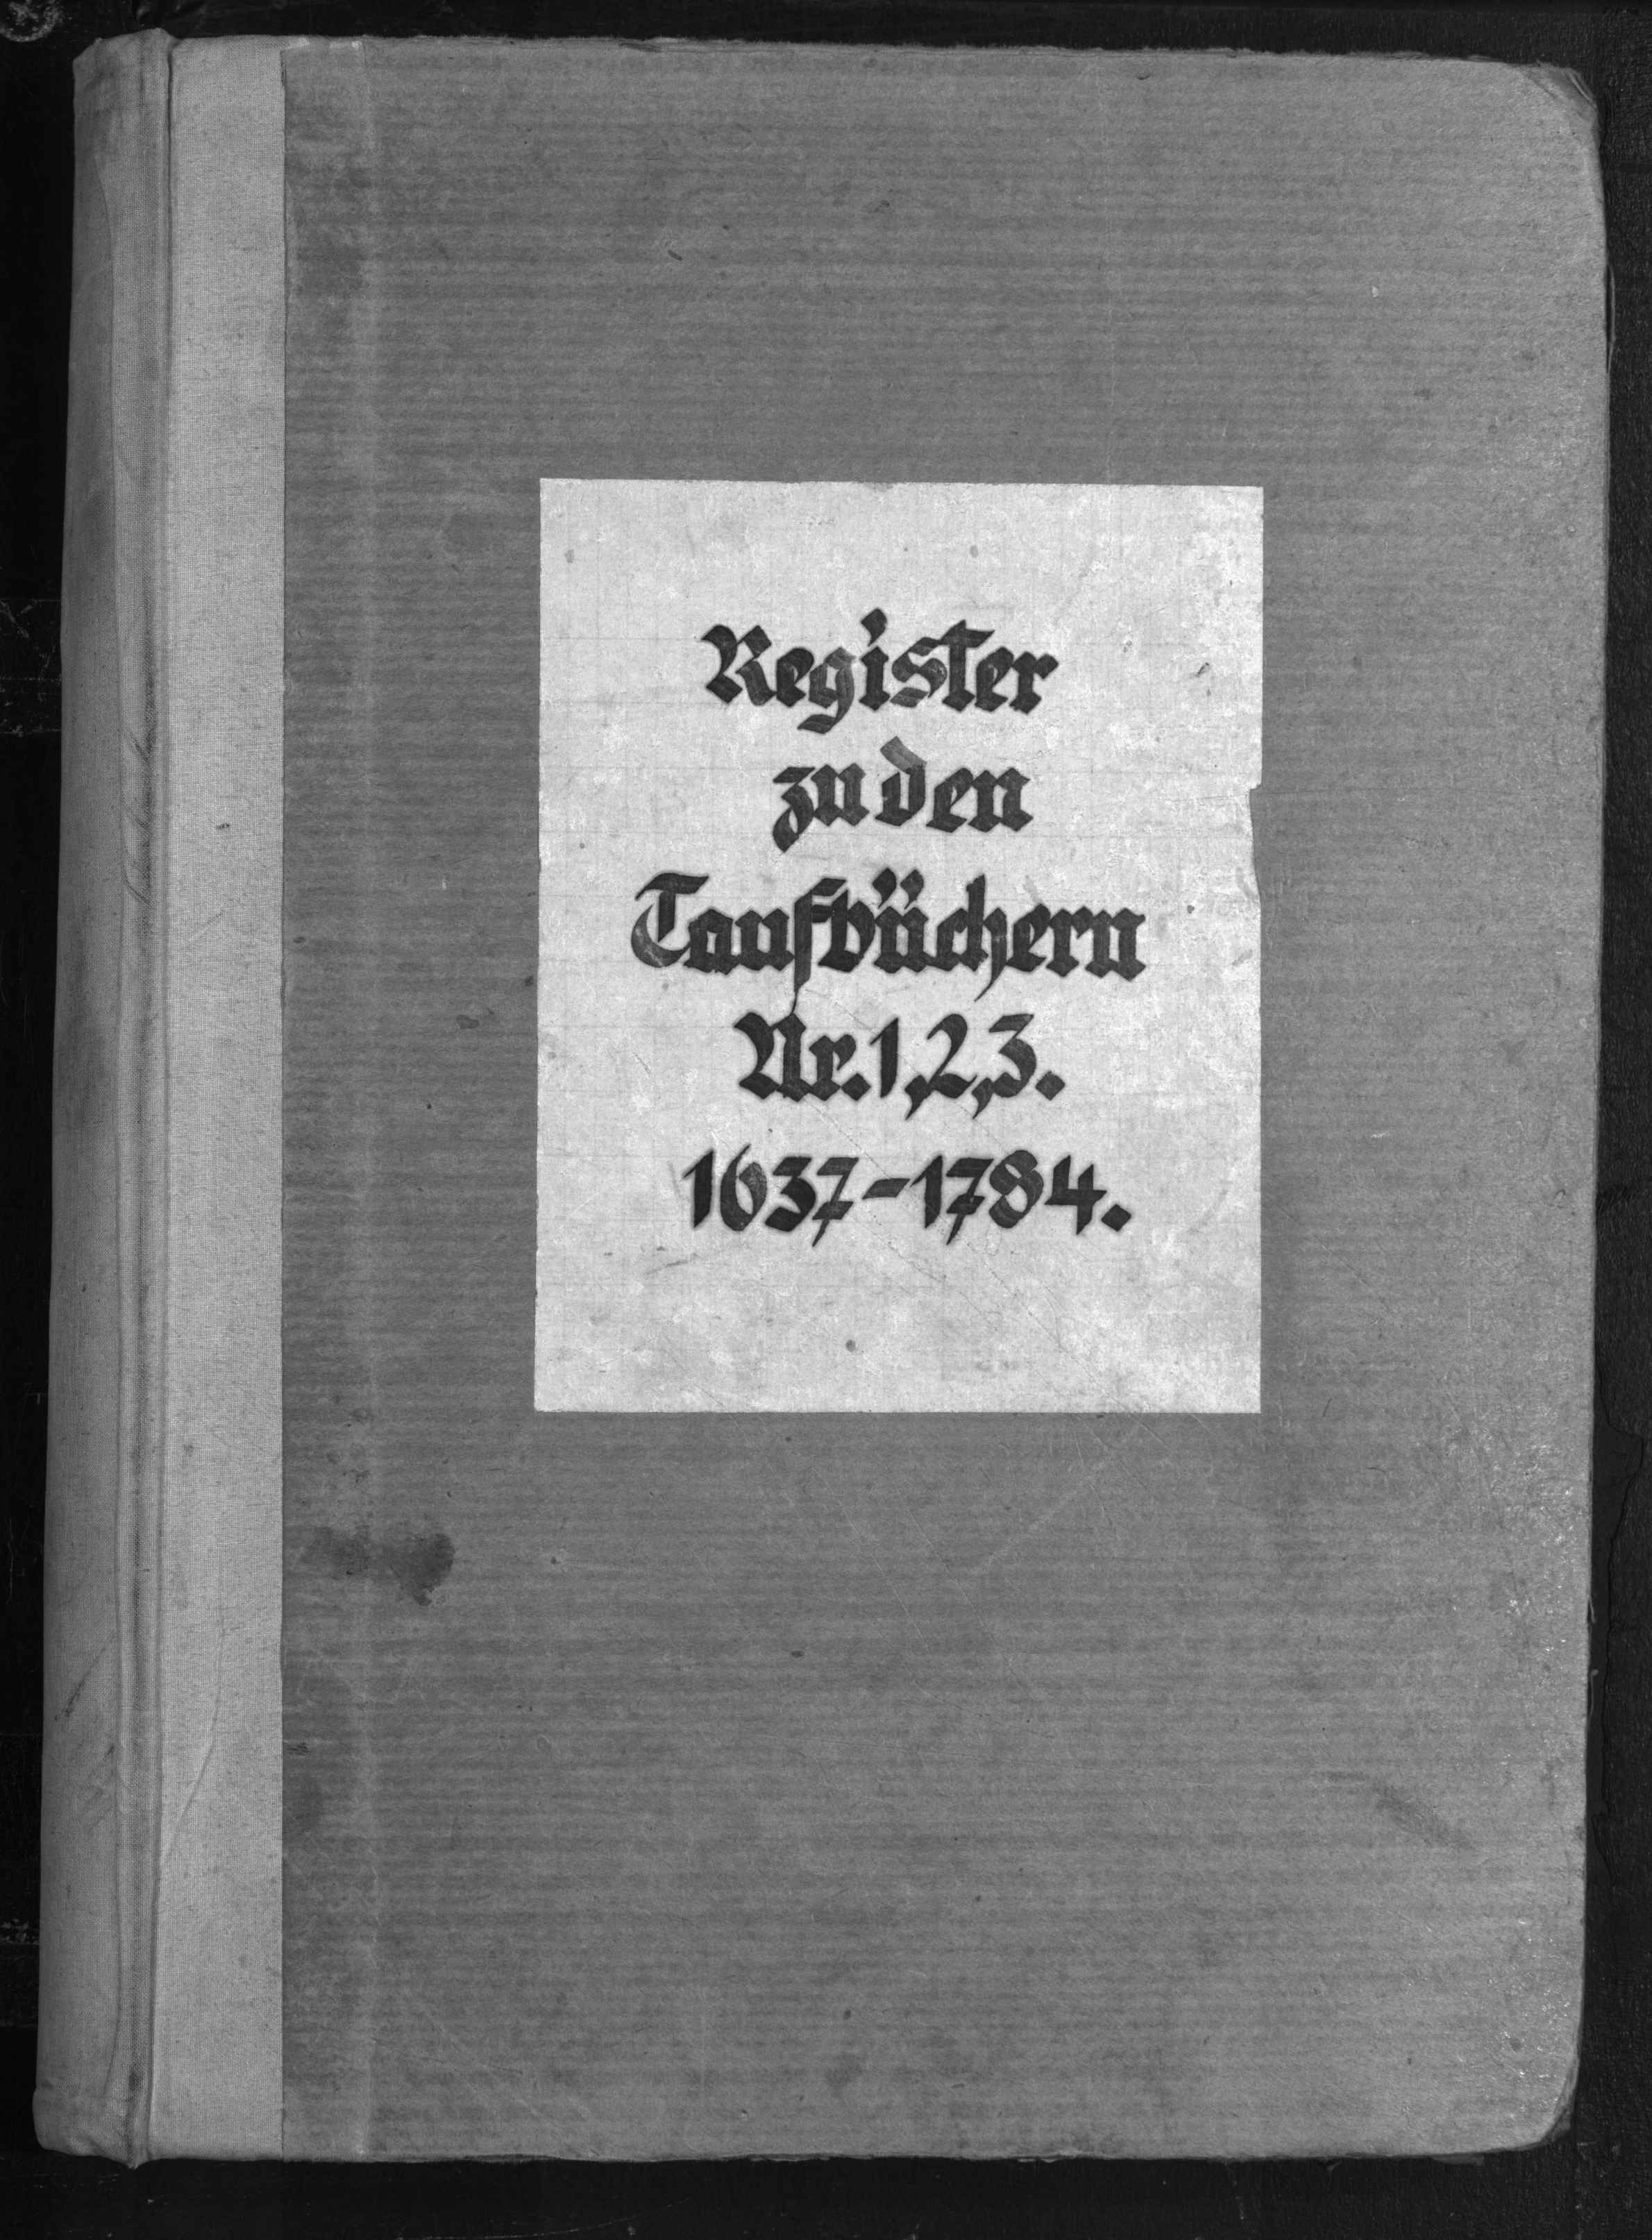 Register
zu den
Taufbüchern
Nr. 1, 2, 3.
1637-1784.